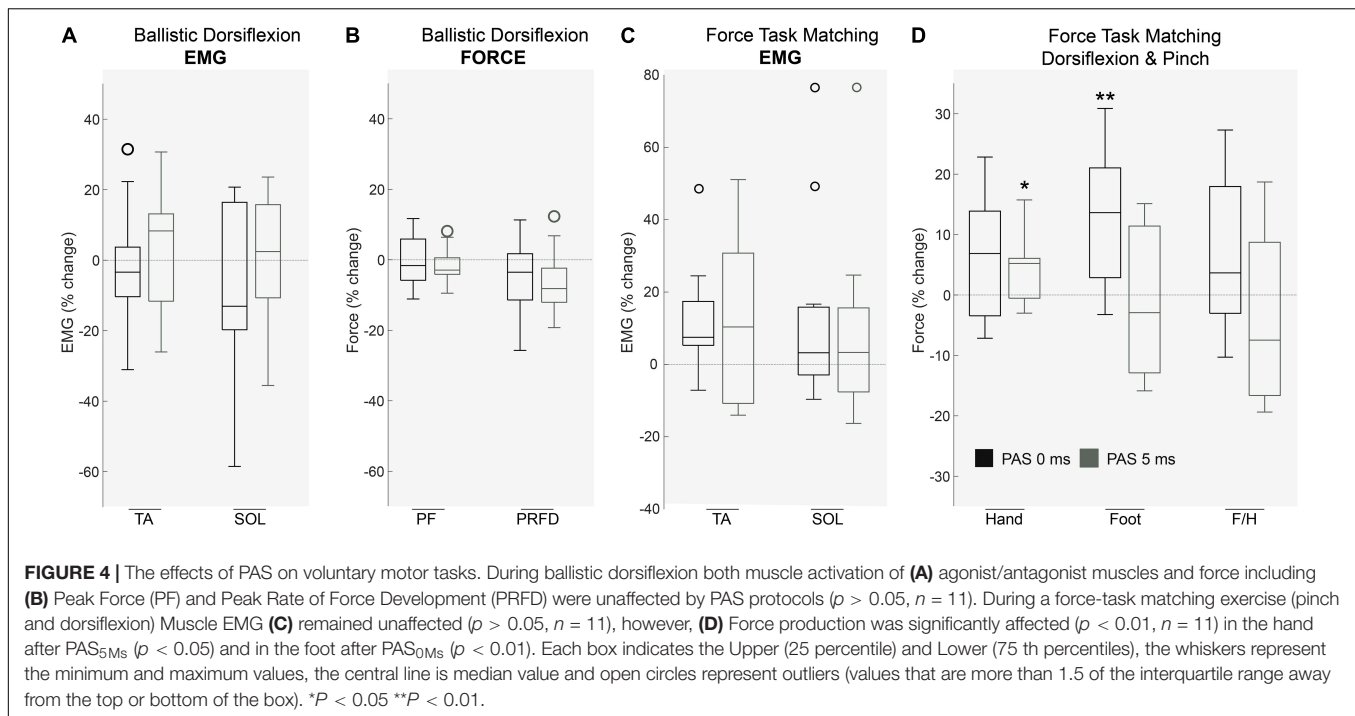 A Ballistic Dorsiflexion
EMG
B Ballistic Dorsiflexion
FORCE
C Force Task Matching
EMG
D Force Task Matching
Dorsiflexion & Pinch
EMG (% change)
40
20
0
-20
-40
-60
TA
SOL
Force (% change)
40
20
0
-20
-40
-60
PF
PRFD
EMG (% change)
80
60
40
20
0
-20
-40
TA
SOL
Force (% change)
30
20
10
0
-10
-20
-30
*
**
PAS 0 ms
PAS 5 ms
Hand
Foot
F/H
FIGURE 4 | The effects of PAS on voluntary motor tasks. During ballistic dorsiflexion both muscle activation of (A) agonist/antagonist muscles and force including
(B) Peak Force (PF) and Peak Rate of Force Development (PRFD) were unaffected by PAS protocols (p > 0.05, n = 11). During a force-task matching exercise (pinch
and dorsiflexion) Muscle EMG (C) remained unaffected (p > 0.05, n = 11), however, (D) Force production was significantly affected (p < 0.01, n = 11) in the hand
after PAS5Ms (p < 0.05) and in the foot after PAS0Ms (p < 0.01). Each box indicates the Upper (25 percentile) and Lower (75 th percentiles), the whiskers represent
the minimum and maximum values, the central line is median value and open circles represent outliers (values that are more than 1.5 of the interquartile range away
from the top or bottom of the box). *P < 0.05 **P < 0.01.